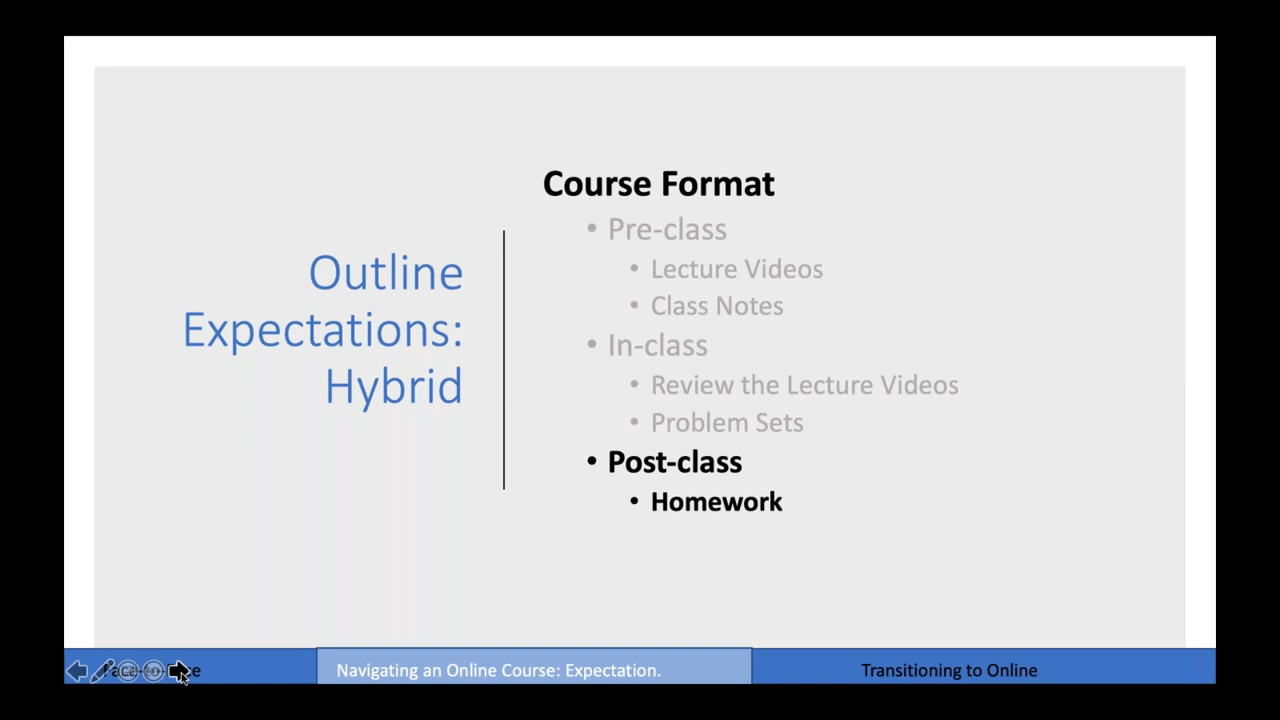 Outline
Expectations:
Hybrid
Course Format
• Pre-class
• Lecture Videos
• Class Notes
• In-class
• Review the Lecture Videos
• Problem Sets
• Post-class
• Homework
Navigating an Online Course: Expectation.
Transitioning to Online